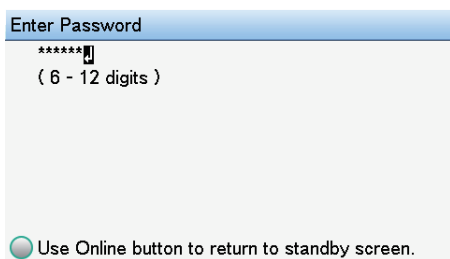 Enter Password
******↲
( 6 - 12 digits )
Use Online button to return to standby screen.